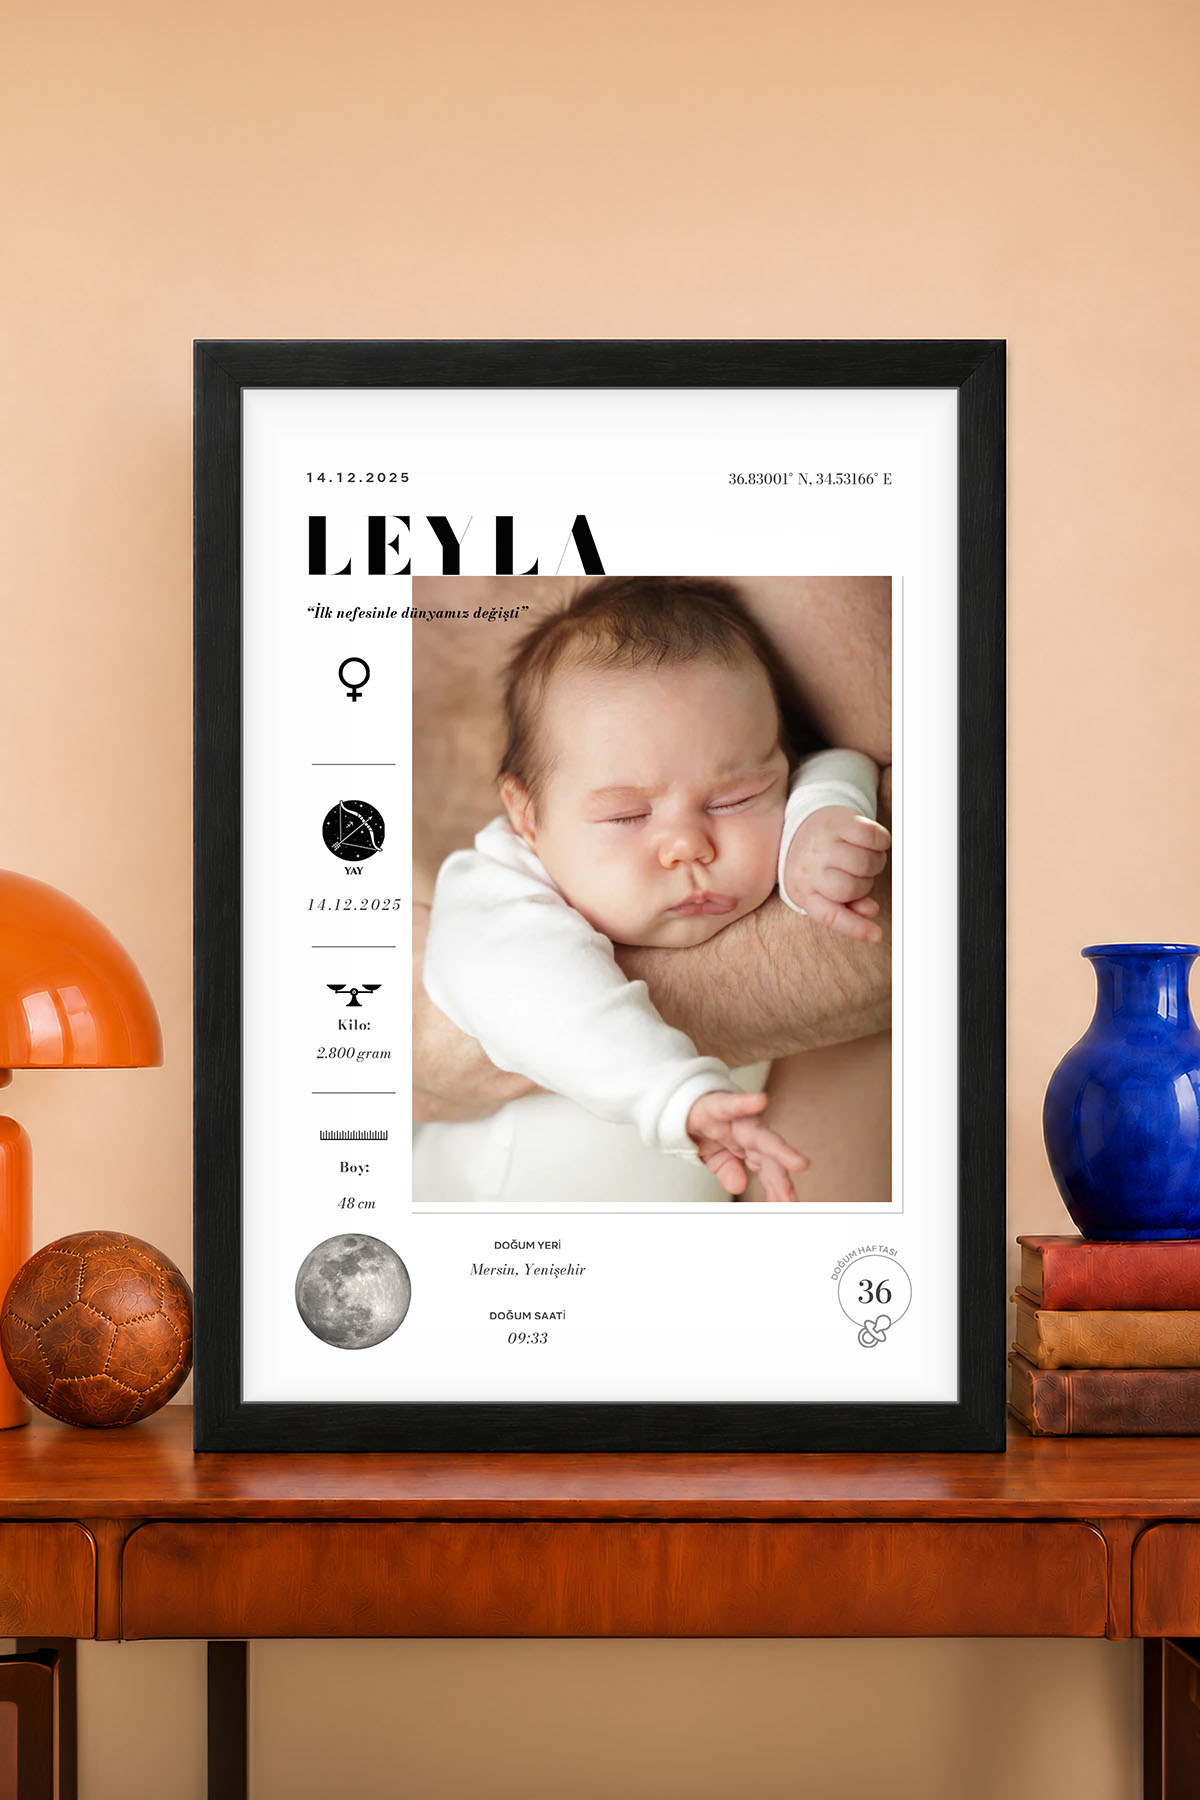 14.12.2025
36.83001° N, 34.53166° E
LEYLA
“İlk nefesinle dünyamız değişti”
YAY
14.12.2025
Kilo:
2.800 gram
Boy:
48 cm
DOĞUM YERİ
Mersin, Yenişehir
DOĞUM SAATİ
09:33
DOĞUM HAFTASI
36